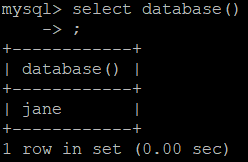 mysql> select database()
    -> ;
+------------+
| database() |
+------------+
| jane       |
+------------+
1 row in set (0.00 sec)